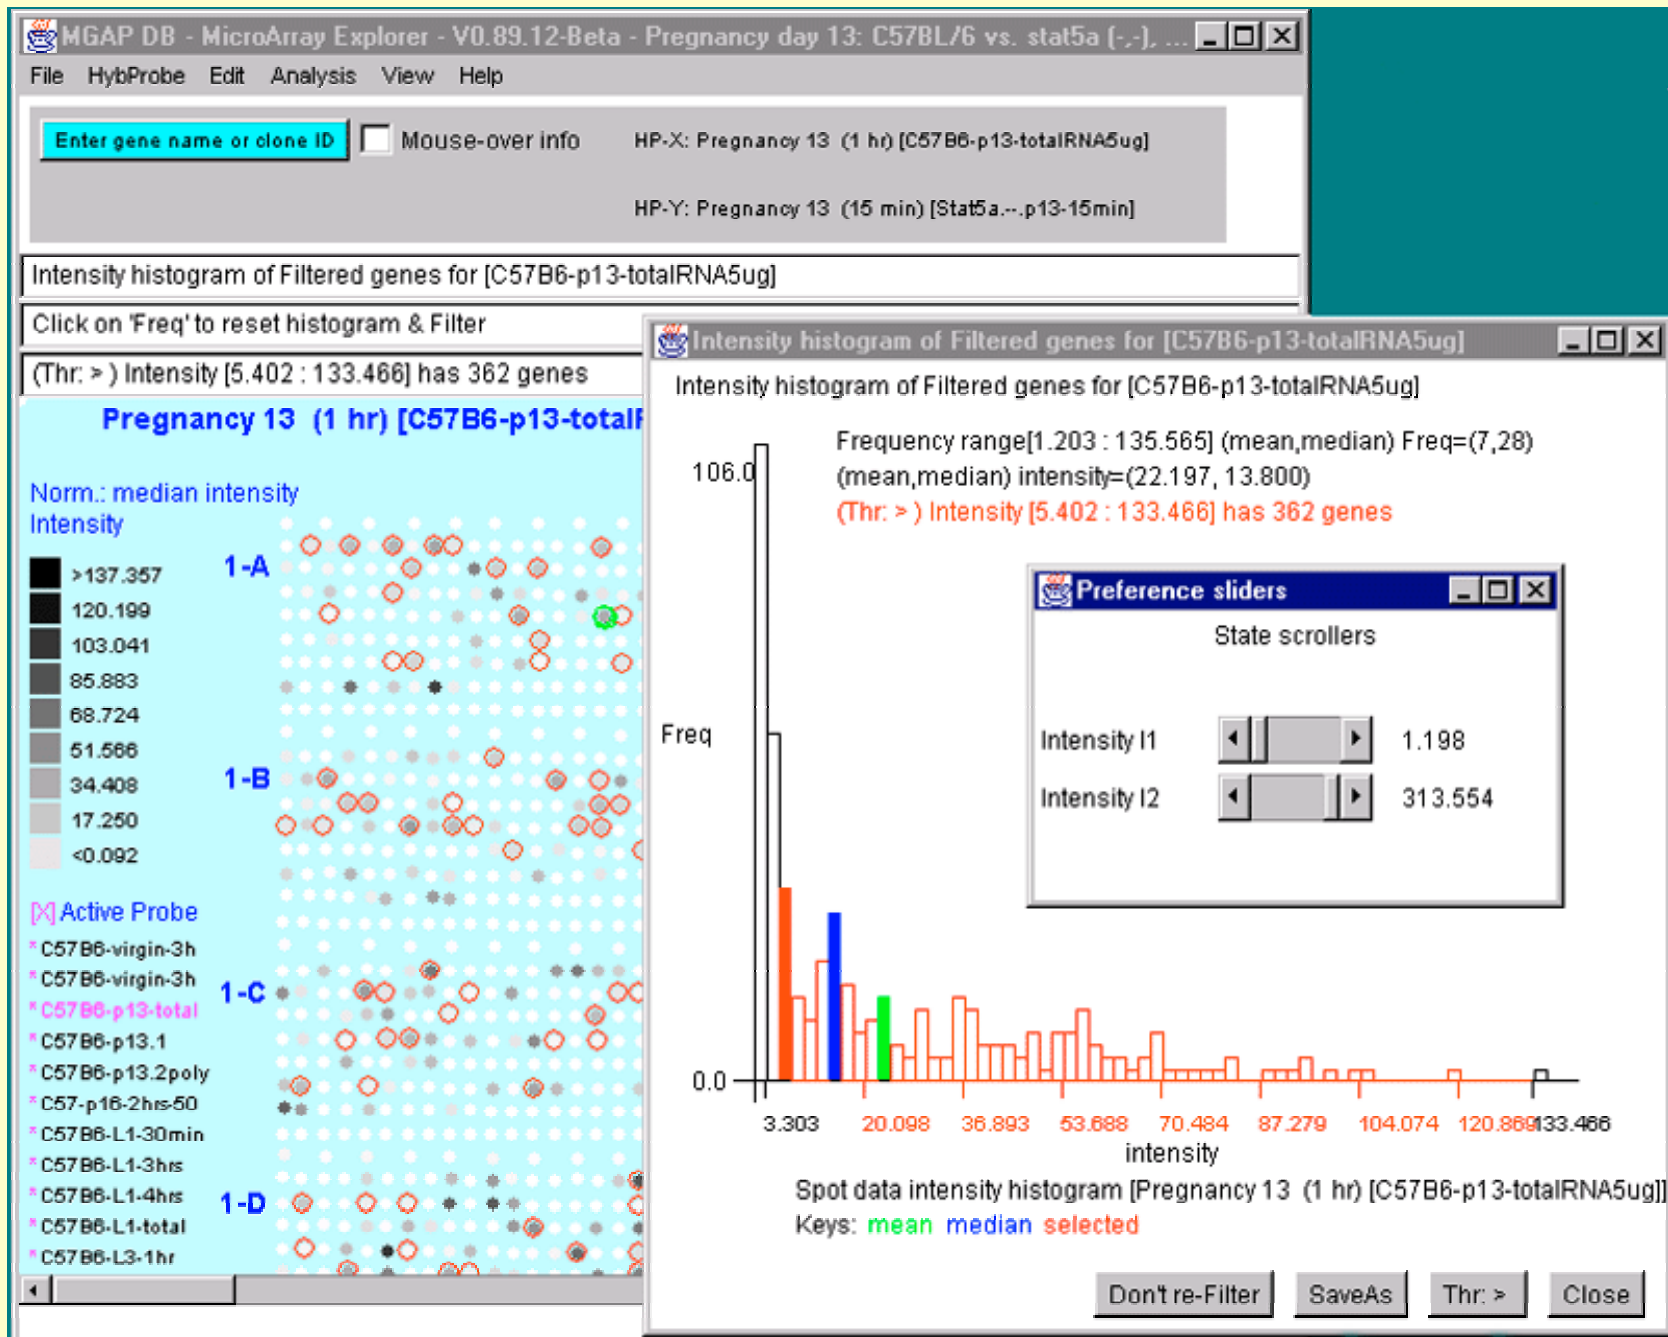 MGAP DB - MicroArray Explorer - V0.89.12-Beta - Pregnancy day 13: C57BL/6 vs. stat5a (-,-), ...
File HybProbe Edit Analysis View Help
Enter gene name or clone ID
Mouse-over info
HP-X: Pregnancy 13 (1 hr) [C57B6-p13-totalRNA5ug]
HP-Y: Pregnancy 13 (15 min) [Stat5a.--.p13-15min]
Intensity histogram of Filtered genes for [C57B6-p13-totalRNA5ug]
Click on 'Freq' to reset histogram & Filter
(Thr: > ) Intensity [5.402 : 133.466] has 362 genes
Pregnancy 13 (1 hr) [C57B6-p13-total
Norm.: median intensity
Intensity
>137.357
120.199
103.041
85.883
68.724
51.566
34.408
17.250
<0.092
1-A
1-B
1-C
1-D
[X] Active Probe
* C57B6-virgin-3h
* C57B6-virgin-3h
* C57B6-p13-total
* C57B6-p13.1
* C57B6-p13.2poly
* C57-p16-2hrs-50
* C57B6-L1-30min
* C57B6-L1-3hrs
* C57B6-L1-4hrs
* C57B6-L1-total
* C57B6-L3-1hr
Intensity histogram of Filtered genes for [C57B6-p13-totalRNA5ug]
Intensity histogram of Filtered genes for [C57B6-p13-totalRNA5ug]
Frequency range[1.203 : 135.565] (mean,median) Freq=(7,28)
(mean,median) intensity=(22.197, 13.800)
(Thr: > ) Intensity [5.402 : 133.466] has 362 genes
106.0
Freq
0.0
3.303 20.098 36.893 53.688 70.484 87.279 104.074 120.869 133.466
intensity
Preference sliders
State scrollers
Intensity I1 1.198
Intensity I2 313.554
Spot data intensity histogram [Pregnancy 13 (1 hr) [C57B6-p13-totalRNA5ug]]
Keys: mean median selected
Don't re-Filter SaveAs Thr: > Close